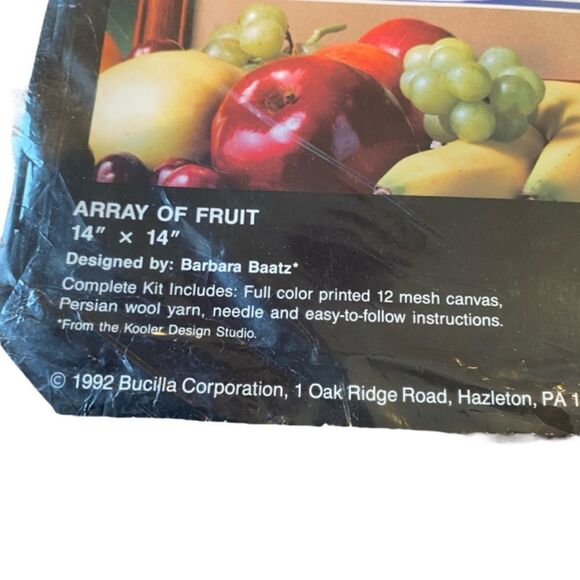 ARRAY OF FRUIT
14" × 14"
Designed by: Barbara Baatz*
Complete Kit Includes: Full color printed 12 mesh canvas,
Persian wool yarn, needle and easy-to-follow instructions.
*From the Kooler Design Studio.
© 1992 Bucilla Corporation, 1 Oak Ridge Road, Hazleton, PA 1